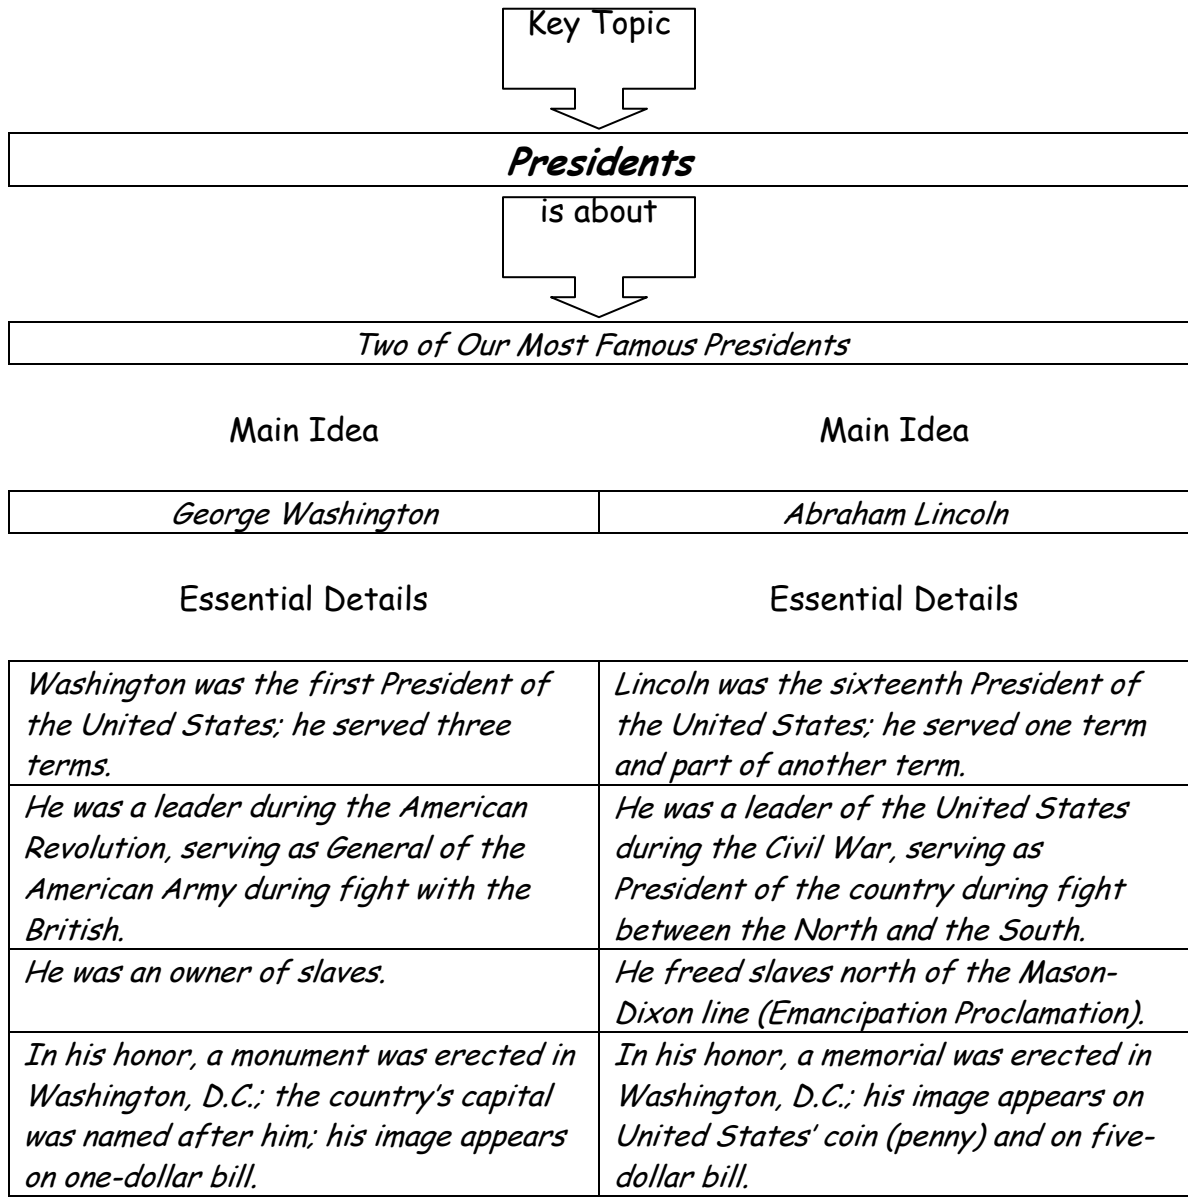 Key Topic
Presidents
is about
Two of Our Most Famous Presidents
Main Idea
Main Idea
George Washington
Abraham Lincoln
Essential Details
Essential Details
Washington was the first President of
the United States; he served three
terms.
Lincoln was the sixteenth President of
the United States; he served one term
and part of another term.
He was a leader during the American
Revolution, serving as General of the
American Army during fight with the
British.
He was a leader of the United States
during the Civil War, serving as
President of the country during fight
between the North and the South.
He was an owner of slaves.
He freed slaves north of the Mason-
Dixon line (Emancipation Proclamation).
In his honor, a monument was erected in
Washington, D.C.; the country's capital
was named after him; his image appears
on one-dollar bill.
In his honor, a memorial was erected in
Washington, D.C.; his image appears on
United States' coin (penny) and on five-
dollar bill.